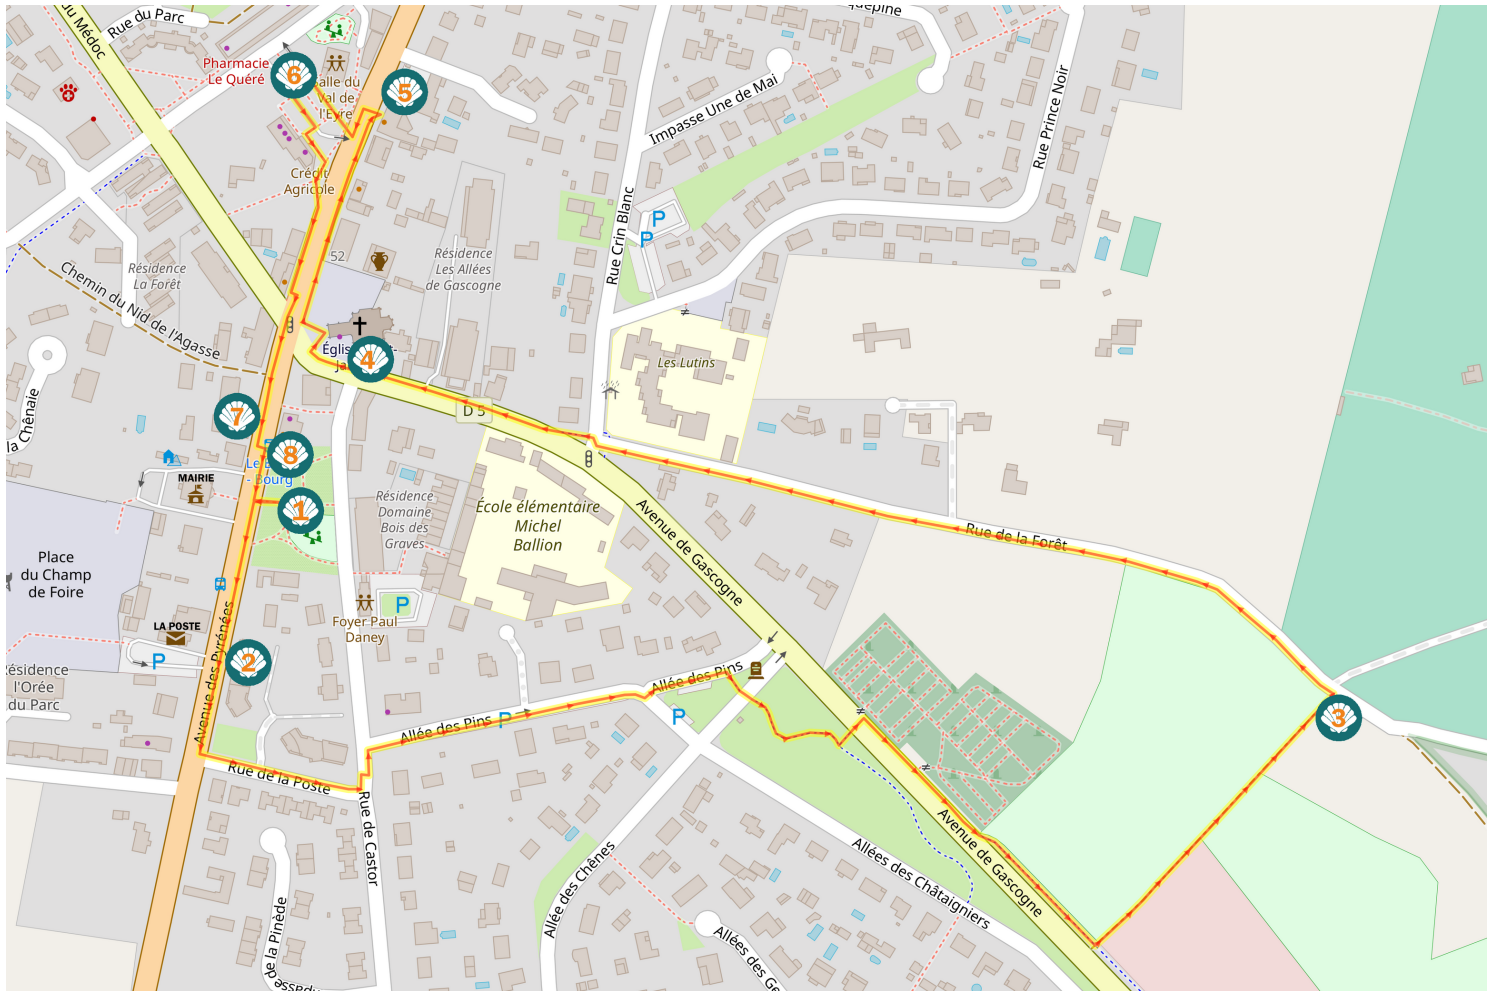 Rue du Parc
du Médoc
Pharmacie
Le Quéré
6
Salle du
Val de
l'Eyre
5
Crédit
Agricole
Impasse Une de Mai
Rue Prince Noir
Rue Crin Blanc
P
P
52
Résidence
La Forêt
Résidence
Les Allées
de Gascogne
Chemin du Nid de l'Agasse
4
Les Lutins
D 5
la Chênaie
7
8
- Bourg
MAIRIE
1
Résidence
Domaine
Bois des
Graves
École élémentaire
Michel
Ballion
Avenue de Gascogne
Rue de la Forêt
Place
du Champ
de Foire
LA POSTE
P
Foyer Paul
Daney
P
2
Avenue des Pyrénées
Résidence
l'Orée
du Parc
Allée des Pins
Allée des Pins
P
P
3
Rue de la Poste
Rue de Castor
Avenue de Gascogne
Allées des Châtaigniers
Allée des Chênes
Allées des Ge
de la Pinède